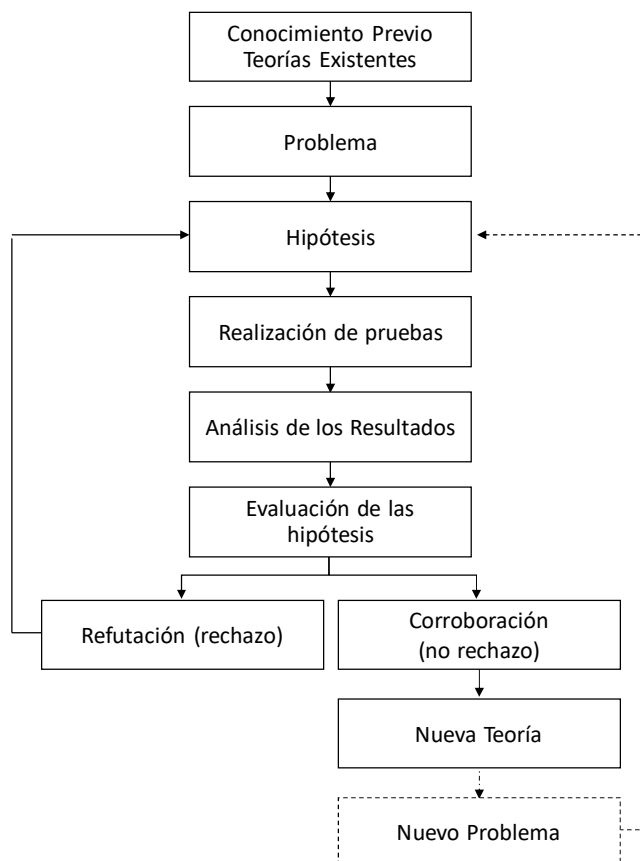 Conocimiento Previo
Teorías Existentes
Problema
Hipótesis
Realización de pruebas
Análisis de los Resultados
Evaluación de las
hipótesis
Refutación (rechazo)
Corroboración
(no rechazo)
Nueva Teoría
Nuevo Problema